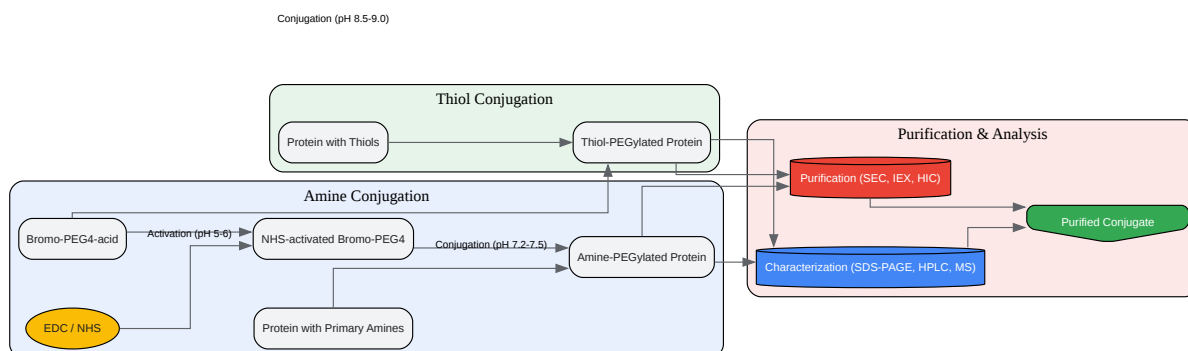 Conjugation (pH 8.5-9.0)
Thiol Conjugation
Protein with Thiols
Thiol-PEGylated Protein
Purification & Analysis
Purification (SEC, IEX, HIC)
Amine Conjugation
Bromo-PEG4-acid
Activation (pH 5-6)
NHS-activated Bromo-PEG4
Conjugation (pH 7.2-7.5)
Amine-PEGylated Protein
Characterization (SDS-PAGE, HPLC, MS)
Purified Conjugate
EDC / NHS
Protein with Primary Amines